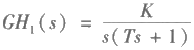 GH₁(s) = K / s(Ts + 1)